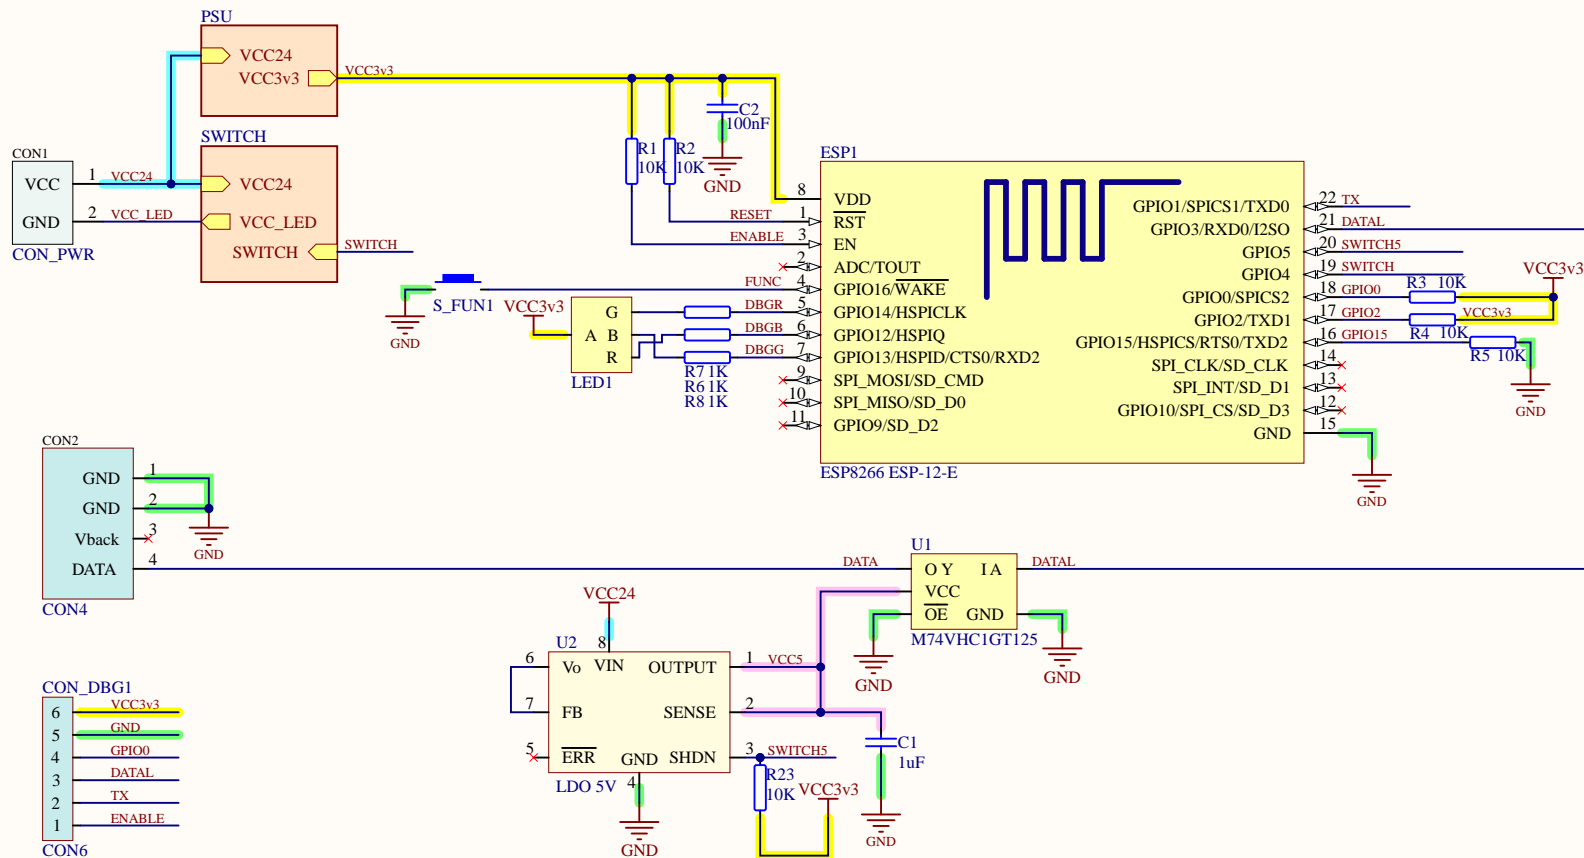 PSU
VCC24
VCC3v3
VCC3v3
SWITCH
VCC24
VCC_LED
SWITCH
SWITCH
CON1
VCC
GND
1
2
VCC24
VCC_LED
CON_PWR
R1
10K
R2
10K
C2
100nF
GND
RESET
ENABLE
FUNC
S_FUN1
GND
VCC3v3
G
A B
R
LED1
DBGR
DBGB
DBGG
R7 1K
R6 1K
R8 1K
ESP1
8 VDD
1 RST
3 EN
2 ADC/TOUT
4 GPIO16/WAKE
5 GPIO14/HSPICLK
6 GPIO12/HSPIQ
7 GPIO13/HSPID/CTS0/RXD2
9 SPI_MOSI/SD_CMD
10 SPI_MISO/SD_D0
11 GPIO9/SD_D2
GPIO1/SPICS1/TXD0 22 TX
GPIO3/RXD0/I2SO 21 DATAL
GPIO5 20 SWITCH5
GPIO4 19 SWITCH
GPIO0/SPICS2 18 GPIO0
GPIO2/TXD1 17 GPIO2
GPIO15/HSPICS/RTS0/TXD2 16 GPIO15
SPI_CLK/SD_CLK 14
SPI_INT/SD_D1 13
GPIO10/SPI_CS/SD_D3 12
GND 15
ESP8266 ESP-12-E
VCC3v3
R3 10K
VCC3v3
R4 10K
R5 10K
GND
GND
CON2
GND 1
GND 2
Vback 3
DATA 4
CON4
GND
DATA
U1
O Y I A
VCC
OE GND
M74VHC1GT125
DATAL
GND
GND
VCC24
U2
8
6 Vo VIN OUTPUT 1 VCC5
7 FB SENSE 2
5 ERR GND SHDN 3 SWITCH5
4
LDO 5V
GND
R23
10K
VCC3v3
C1
1uF
GND
CON_DBG1
6 VCC3v3
5 GND
4 GPIO0
3 DATAL
2 TX
1 ENABLE
CON6